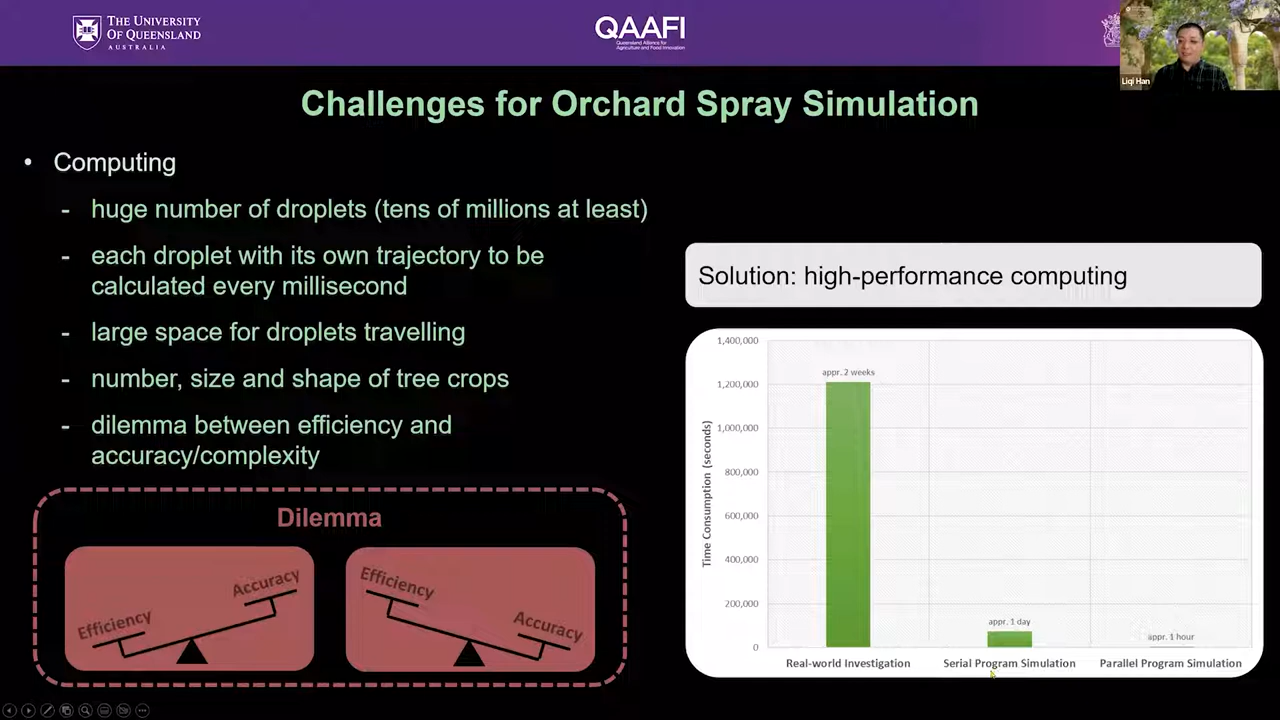 THE UNIVERSITY
OF QUEENSLAND
AUSTRALIA
QAAFI
Queensland Alliance for
Agriculture and Food Innovation
Liqi Han
Challenges for Orchard Spray Simulation
• Computing
- huge number of droplets (tens of millions at least)
- each droplet with its own trajectory to be
calculated every millisecond
- large space for droplets travelling
- number, size and shape of tree crops
- dilemma between efficiency and
accuracy/complexity
Dilemma
Efficiency
Accuracy
Efficiency
Accuracy
Solution: high-performance computing
Time Consumption (seconds)
1,400,000
1,200,000
1,000,000
800,000
600,000
400,000
200,000
0
appr. 2 weeks
appr. 1 day
appr. 1 hour
Real-world Investigation
Serial Program Simulation
Parallel Program Simulation